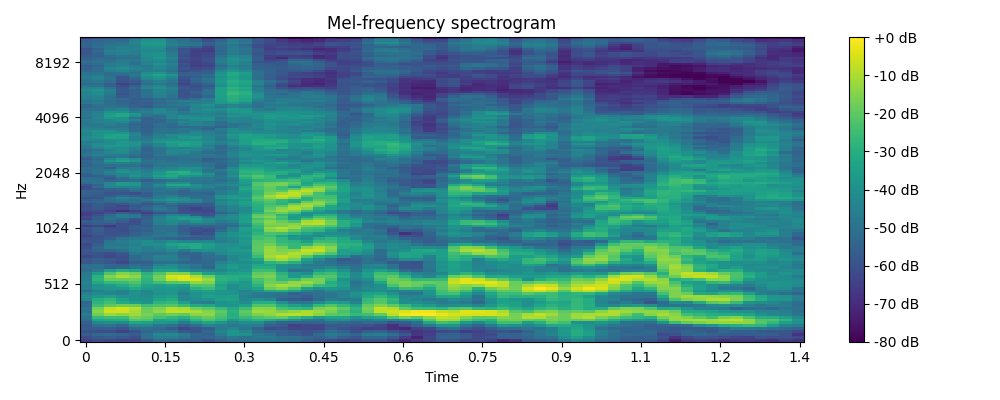 Mel-frequency spectrogram
Hz
8192
4096
2048
1024
512
0
0 0.15 0.3 0.45 0.6 0.75 0.9 1.1 1.2 1.4
Time
+0 dB
-10 dB
-20 dB
-30 dB
-40 dB
-50 dB
-60 dB
-70 dB
-80 dB